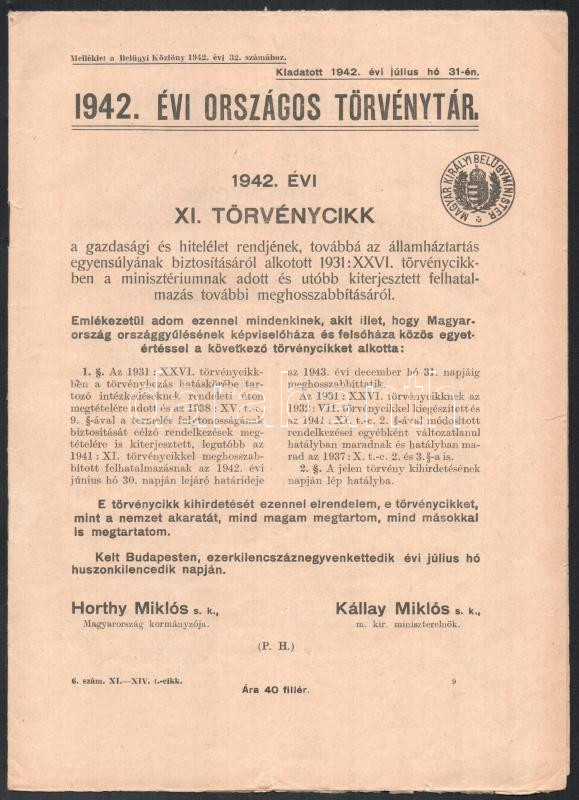 Melléklet a Belügyi Közlöny 1942. évi 32. számához.
Kiadatott 1942. évi július hó 31-én.
1942. ÉVI ORSZÁGOS TÖRVÉNYTÁR.
MAGYAR KIRÁLYI BELÜGYMINISTER
1942. ÉVI
XI. TÖRVÉNYCIKK
a gazdasági és hitelélet rendjének, továbbá az államháztartás
egyensúlyának biztosításáról alkotott 1931:XXVI. törvénycikk-
ben a minisztériumnak adott és utóbb kiterjesztett felhatal-
mazás további meghosszabbításáról.
Emlékezetül adom ezennel mindenkinek, akit illet, hogy Magyar-
ország országgyűlésének képviselőháza és felsőháza közös egyet-
értéssel a következő törvénycikket alkotta:
1. §. Az 1931 : XXVI. törvénycikk-
ben a törvényhozás hatáskörébe tar-
tozó intézkedéseknek rendeleti úton
megtételére adott és az 1938 : XV. t.-c.
9. §-ával a termelés folytonosságának
biztosítását célzó rendelkezések meg-
tételére is kiterjesztett, legutóbb az
1941 : XI. törvénycikkel meghosszab-
bított felhatalmazásnak az 1942. évi
június hó 30. napján lejáró határideje
az 1943. évi december hó 31. napjáig
meghosszabbíttatik.
Az 1931 : XXVI. törvénycikknek az
1932 : VII. törvénycikkel kiegészített és
az 1941 : XI. t.-c. 2. §-ával módosított
rendelkezései egyébként változatlanul
hatályban maradnak és hatályban ma-
rad az 1937 : X. t.-c. 2. és 3. §-a is.
2. §. A jelen törvény kihirdetésének
napján lép hatályba.
E törvénycikk kihirdetését ezennel elrendelem, e törvénycikket,
mint a nemzet akaratát, mind magam megtartom, mind másokkal
is megtartatom.
Kelt Budapesten, ezerkilencszáznegyvenkettedik évi július hó
huszonkilencedik napján.
Horthy Miklós s. k.,
Magyarország kormányzója.
Kállay Miklós s. k.,
m. kir. miniszterelnök.
(P. H.)
6. szám. XI.—XIV. t.-cikk.
9
Ára 40 fillér.
darabanth.com